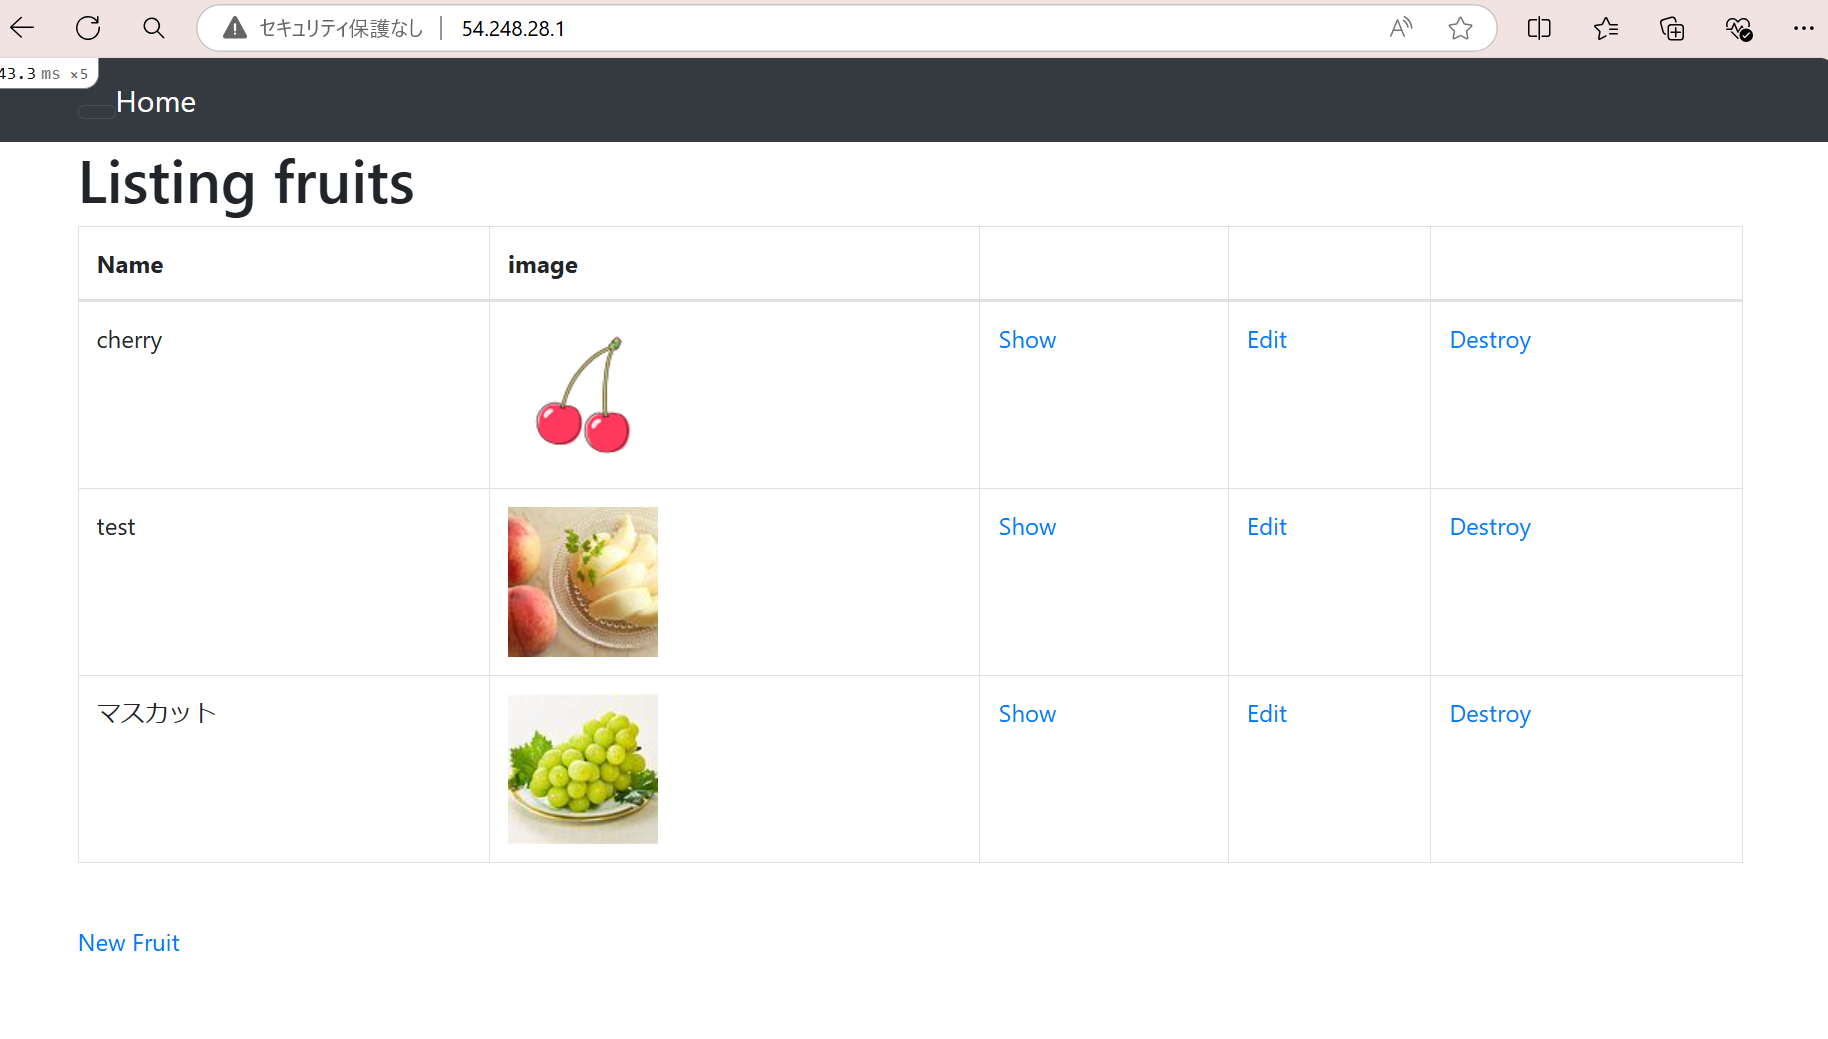 セキュリティ保護なし 54.248.28.1
43.3 ms ×5
Home
Listing fruits
Name image
cherry Show Edit Destroy
test Show Edit Destroy
マスカット Show Edit Destroy
New Fruit